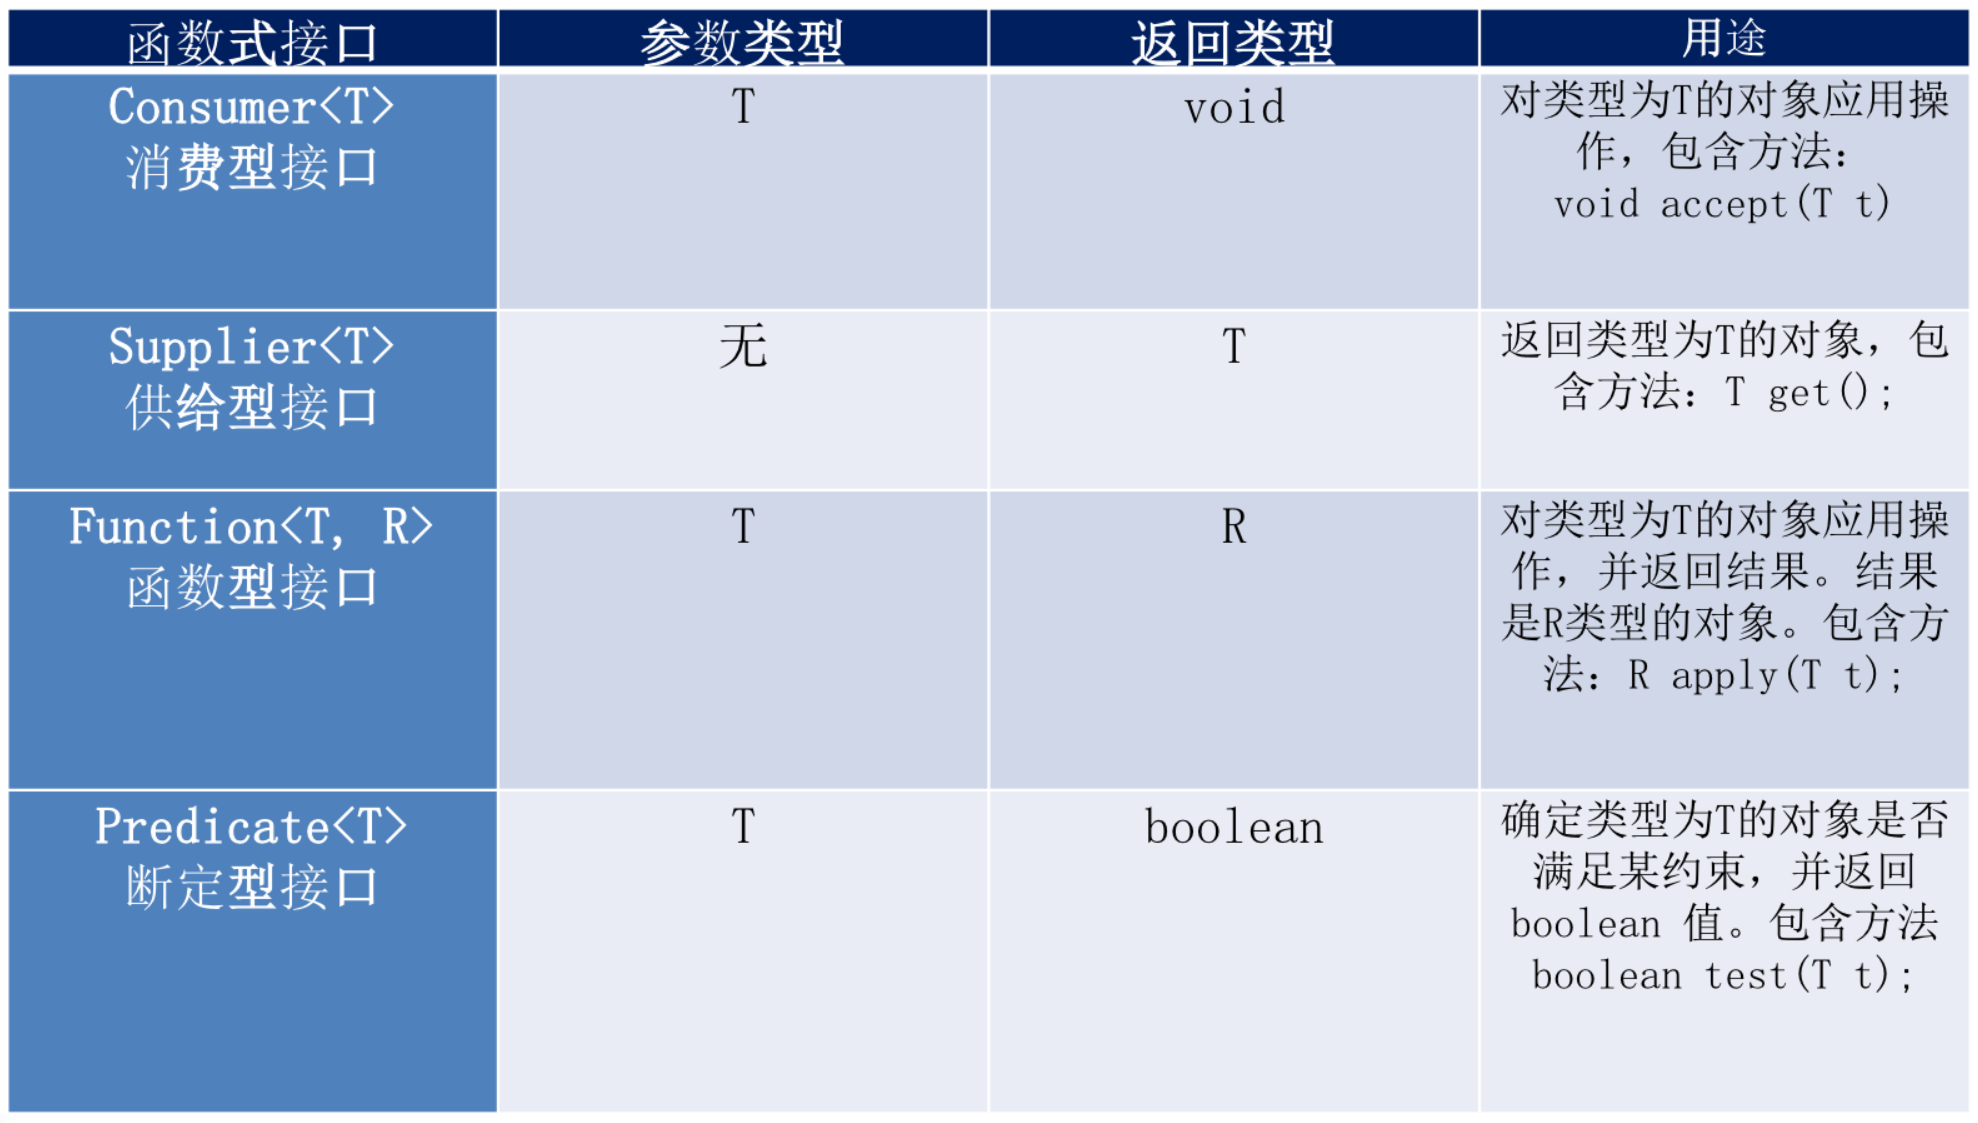 函数式接口
参数类型
返回类型
用途
Consumer<T>
消费型接口
T
void
对类型为T的对象应用操
作，包含方法：
void accept(T t)
Supplier<T>
供给型接口
无
T
返回类型为T的对象，包
含方法：T get();
Function<T, R>
函数型接口
T
R
对类型为T的对象应用操
作，并返回结果。结果
是R类型的对象。包含方
法：R apply(T t);
Predicate<T>
断定型接口
T
boolean
确定类型为T的对象是否
满足某约束，并返回
boolean 值。包含方法
boolean test(T t);